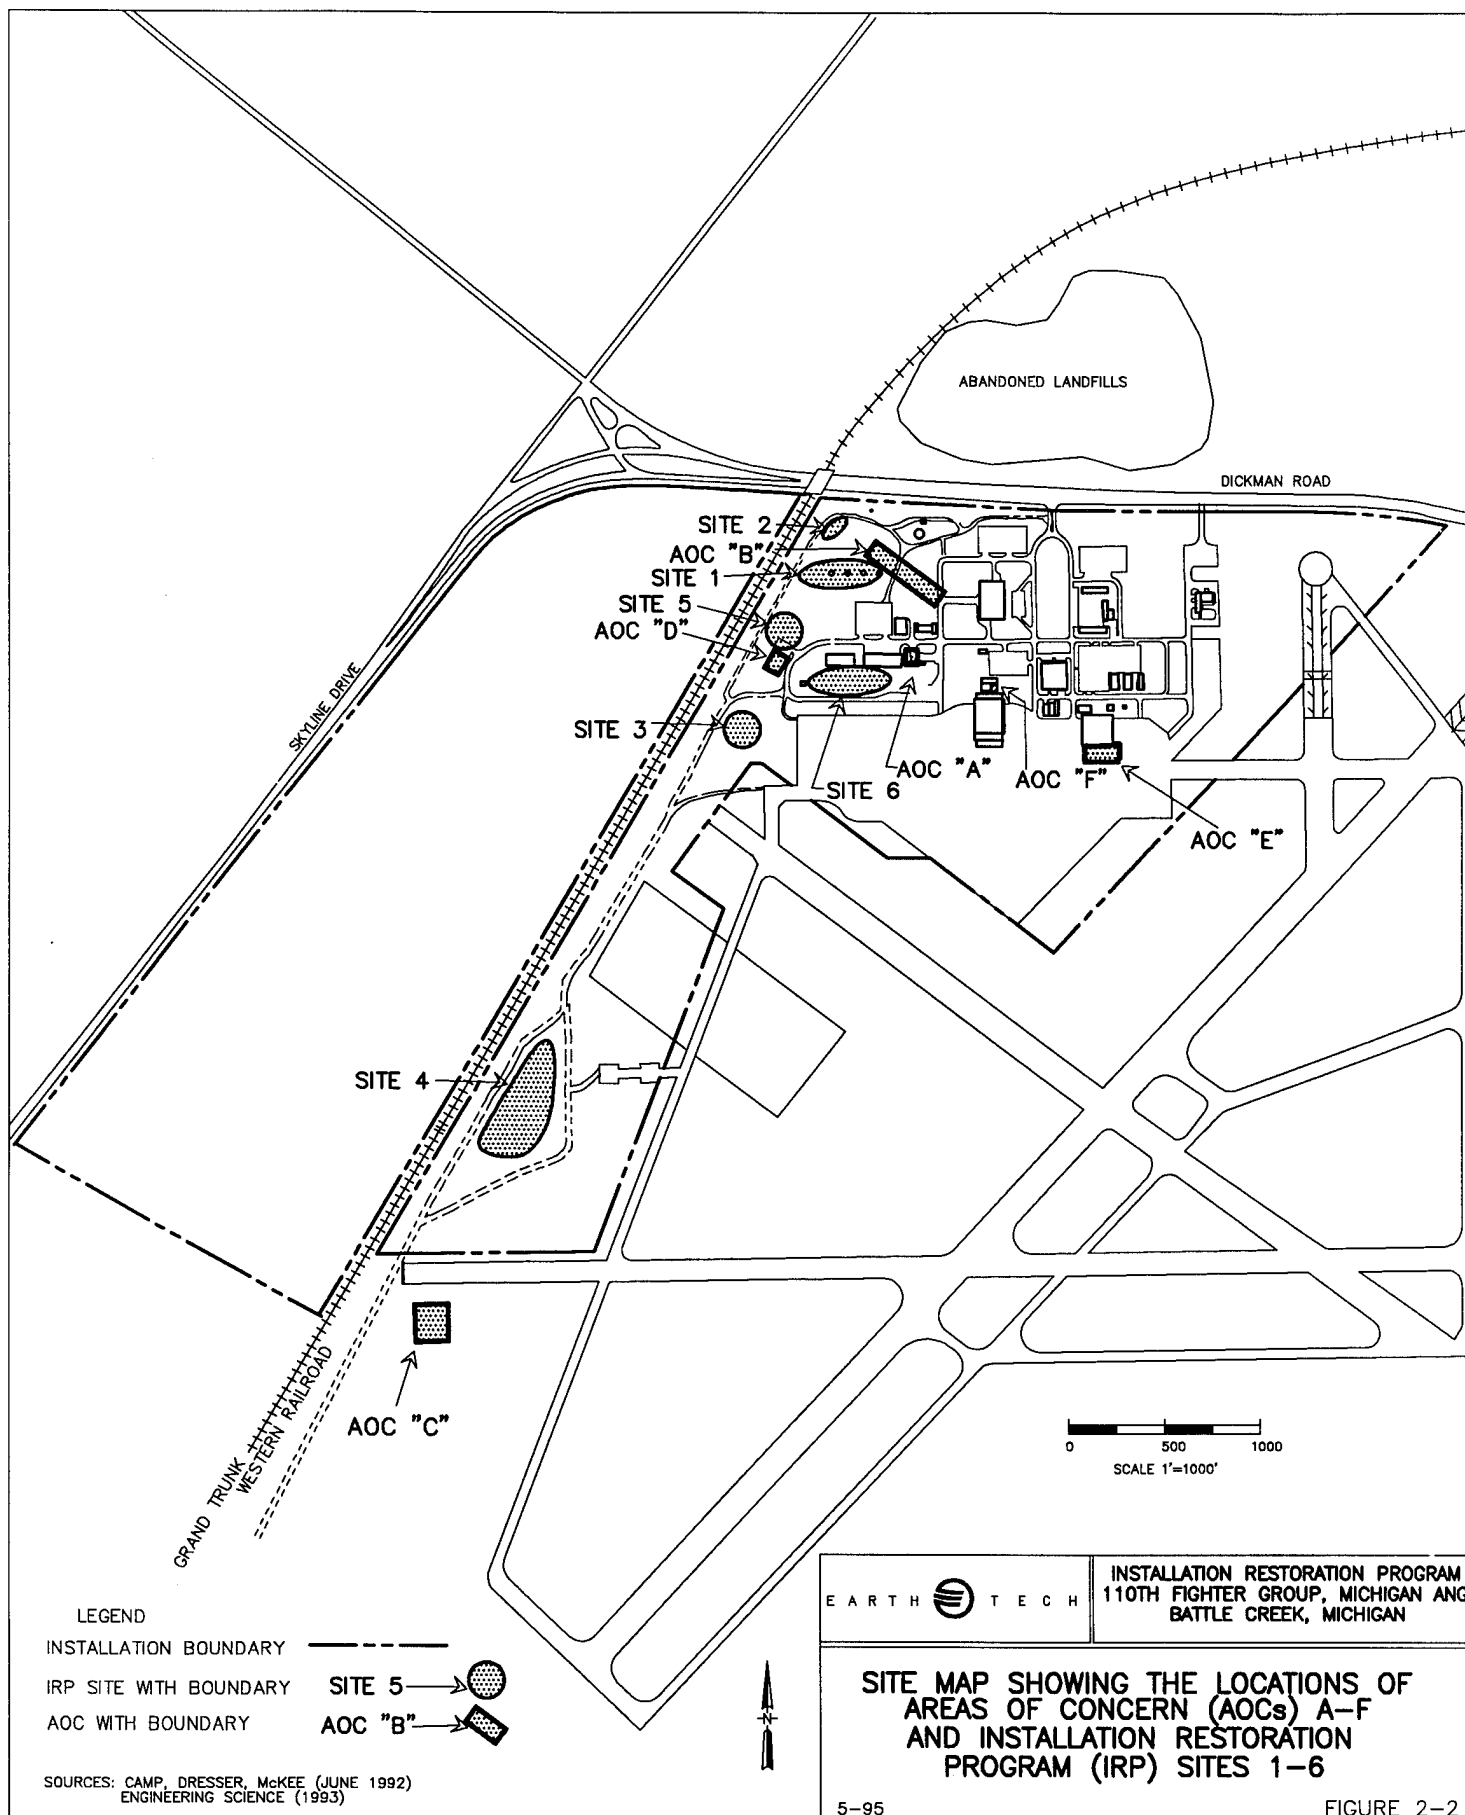 ABANDONED LANDFILLS
DICKMAN ROAD
SITE 2
AOC "B"
SITE 1
SITE 5
AOC "D"
SKYLINE DRIVE
SITE 3
AOC "A"
AOC "F"
SITE 6
AOC "E"
SITE 4
AOC "C"
GRAND TRUNK
WESTERN RAILROAD
0 500 1000
SCALE 1'=1000'
EARTH TECH
INSTALLATION RESTORATION PROGRAM
110TH FIGHTER GROUP, MICHIGAN ANG
BATTLE CREEK, MICHIGAN
LEGEND
INSTALLATION BOUNDARY
IRP SITE WITH BOUNDARY SITE 5
AOC WITH BOUNDARY AOC "B"
N
SITE MAP SHOWING THE LOCATIONS OF
AREAS OF CONCERN (AOCs) A-F
AND INSTALLATION RESTORATION
PROGRAM (IRP) SITES 1-6
SOURCES: CAMP, DRESSER, McKEE (JUNE 1992)
ENGINEERING SCIENCE (1993)
5-95
FIGURE 2-2